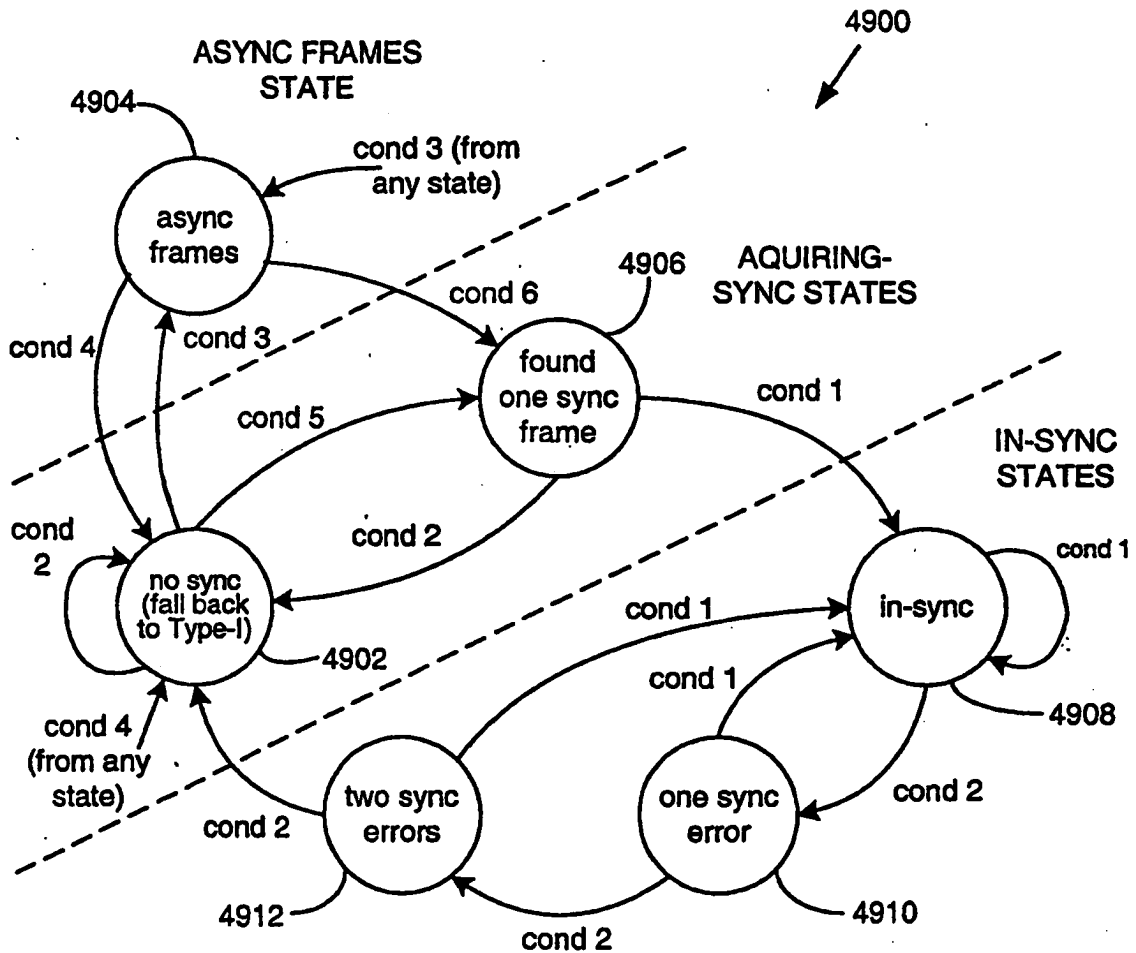 4900
ASYNC FRAMES
STATE
4904
cond 3 (from
any state)
async
frames
4906
AQUIRING-
SYNC STATES
cond 6
cond 4
cond 3
found
one sync
frame
cond 5
cond 1
IN-SYNC
STATES
cond
2
cond 2
cond 1
no sync
(fall back
to Type-I)
cond 1
in-sync
4902
cond 1
4908
cond 4
(from any
state)
cond 2
two sync
errors
one sync
error
cond 2
4912
4910
cond 2